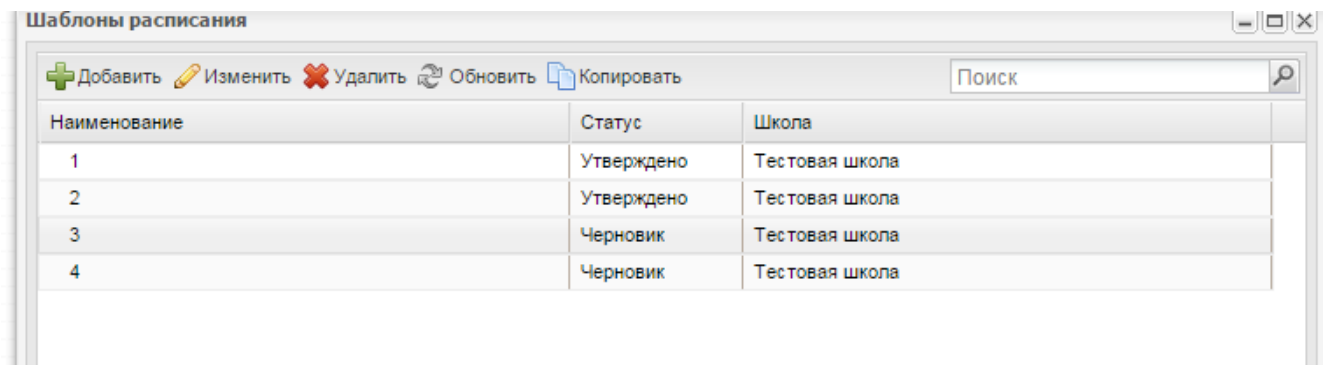 Шаблоны расписания
Добавить Изменить Удалить Обновить Копировать Поиск
Наименование Статус Школа
1 Утверждено Тестовая школа
2 Утверждено Тестовая школа
3 Черновик Тестовая школа
4 Черновик Тестовая школа